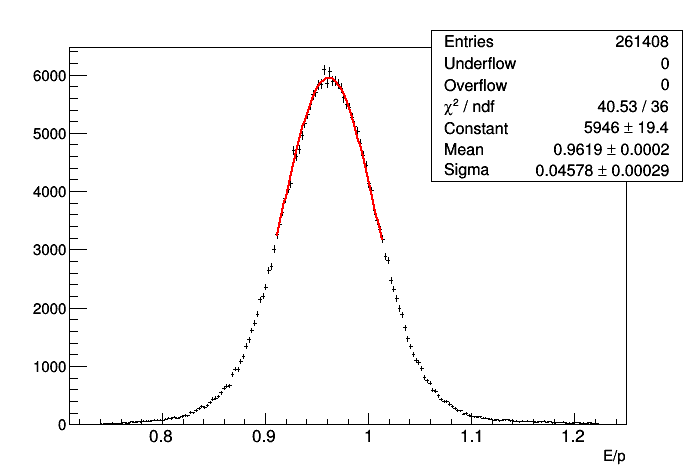 Entries 261408
Underflow 0
Overflow 0
χ² / ndf 40.53 / 36
Constant 5946 ± 19.4
Mean 0.9619 ± 0.0002
Sigma 0.04578 ± 0.00029
6000
5000
4000
3000
2000
1000
0
0.8 0.9 1 1.1 1.2
E/p